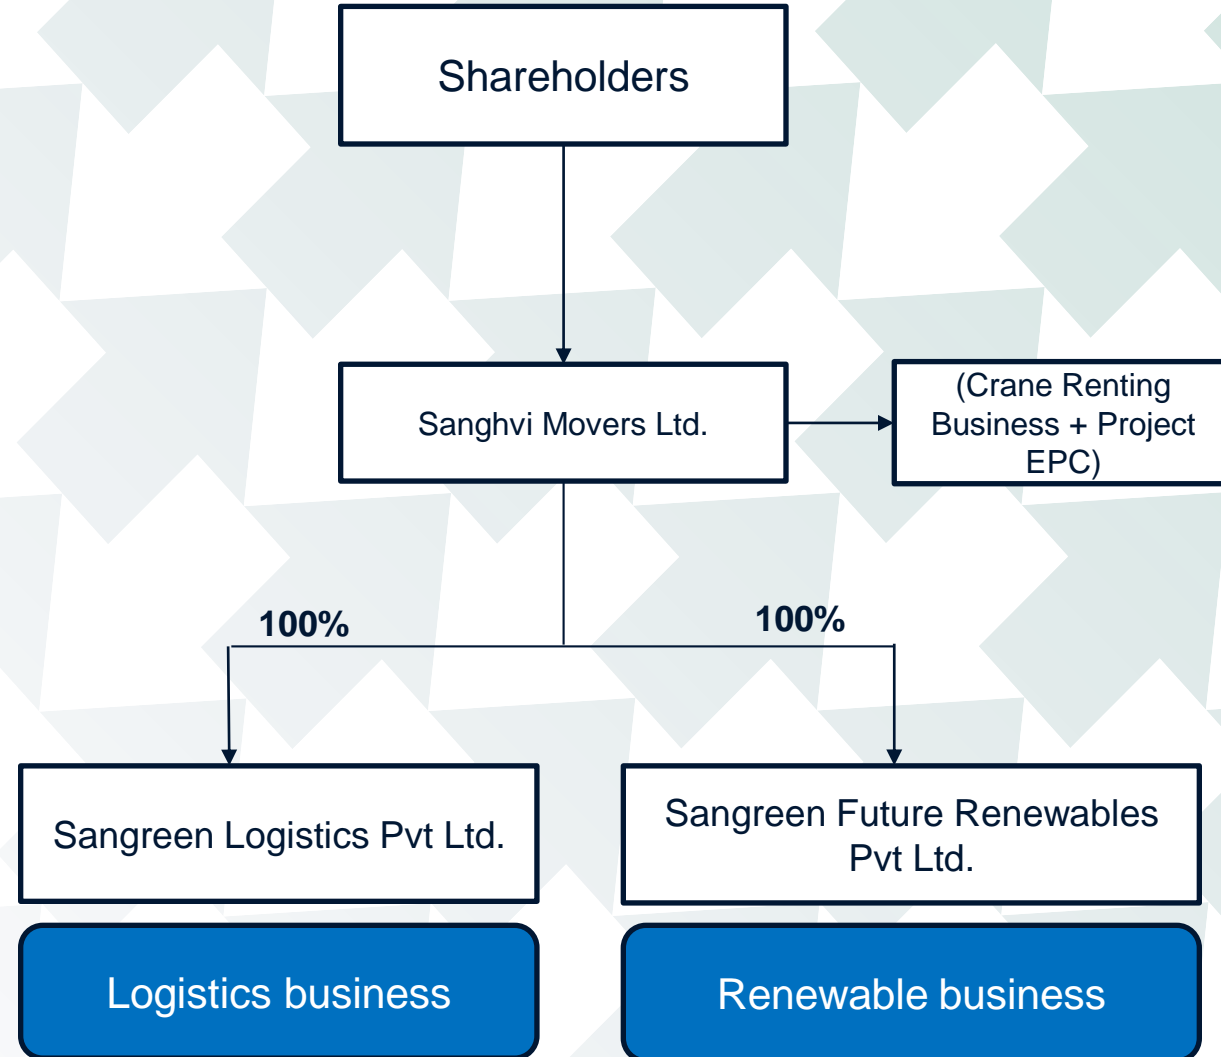 Shareholders
Sanghvi Movers Ltd.
(Crane Renting
Business + Project
EPC)
100%
100%
Sangreen Logistics Pvt Ltd.
Sangreen Future Renewables
Pvt Ltd.
Logistics business
Renewable business